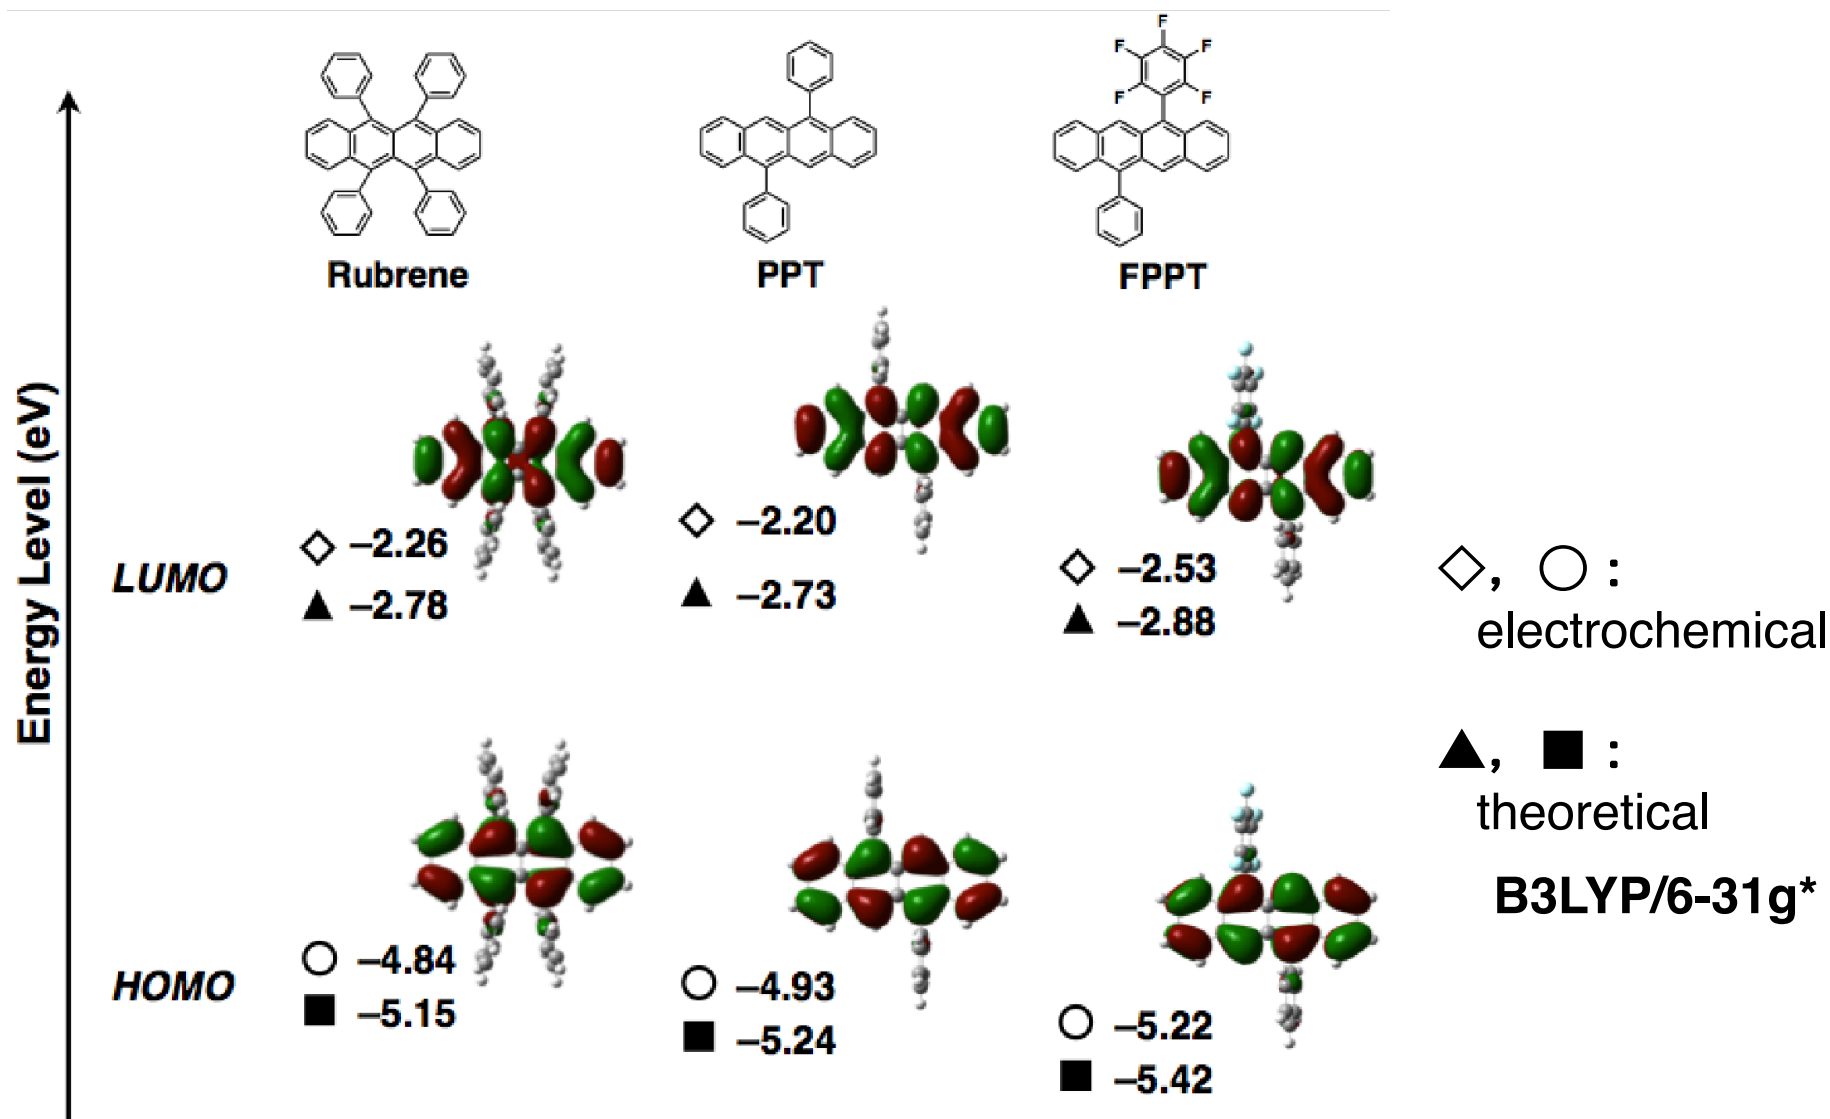 F
F F
F F
Rubrene
PPT
FPPT
Energy Level (eV)
LUMO
–2.26
–2.78
–2.20
–2.73
–2.53
–2.88
HOMO
–4.84
–5.15
–4.93
–5.24
–5.22
–5.42
◇, ○ :
electrochemical
▲, ■ :
theoretical
B3LYP/6-31g*